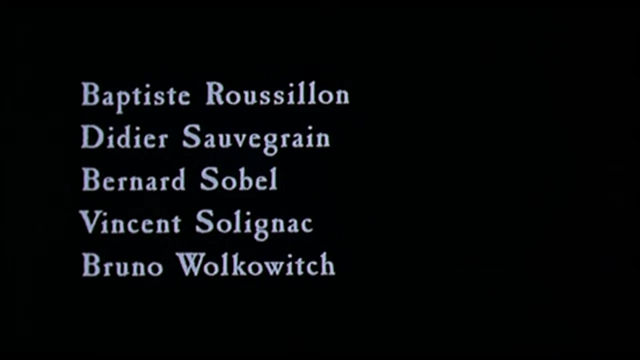 Baptiste Roussillon
Didier Sauvegrain
Bernard Sobel
Vincent Solignac
Bruno Wolkowitch